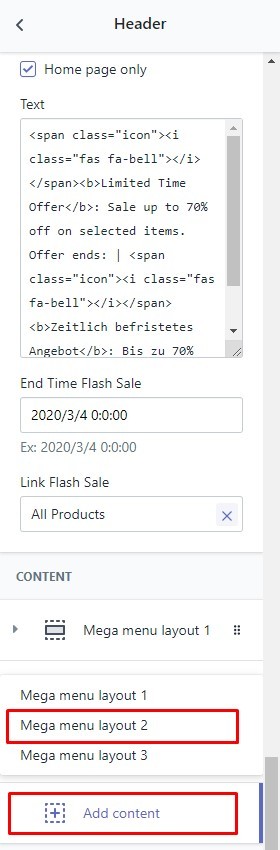 Header
Home page only
Text
<span class="icon"><i
class="fas fa-bell"></i>
</span><b>Limited Time
Offer</b>: Sale up to 70%
off on selected items.
Offer ends: | <span
class="icon"><i class="fas
fa-bell"></i></span>
<b>Zeitlich befristetes
Angebot</b>: Bis zu 70%
End Time Flash Sale
2020/3/4 0:0:00
Ex: 2020/3/4 0:0:00
Link Flash Sale
All Products
CONTENT
Mega menu layout 1
Mega menu layout 1
Mega menu layout 2
Mega menu layout 3
Add content